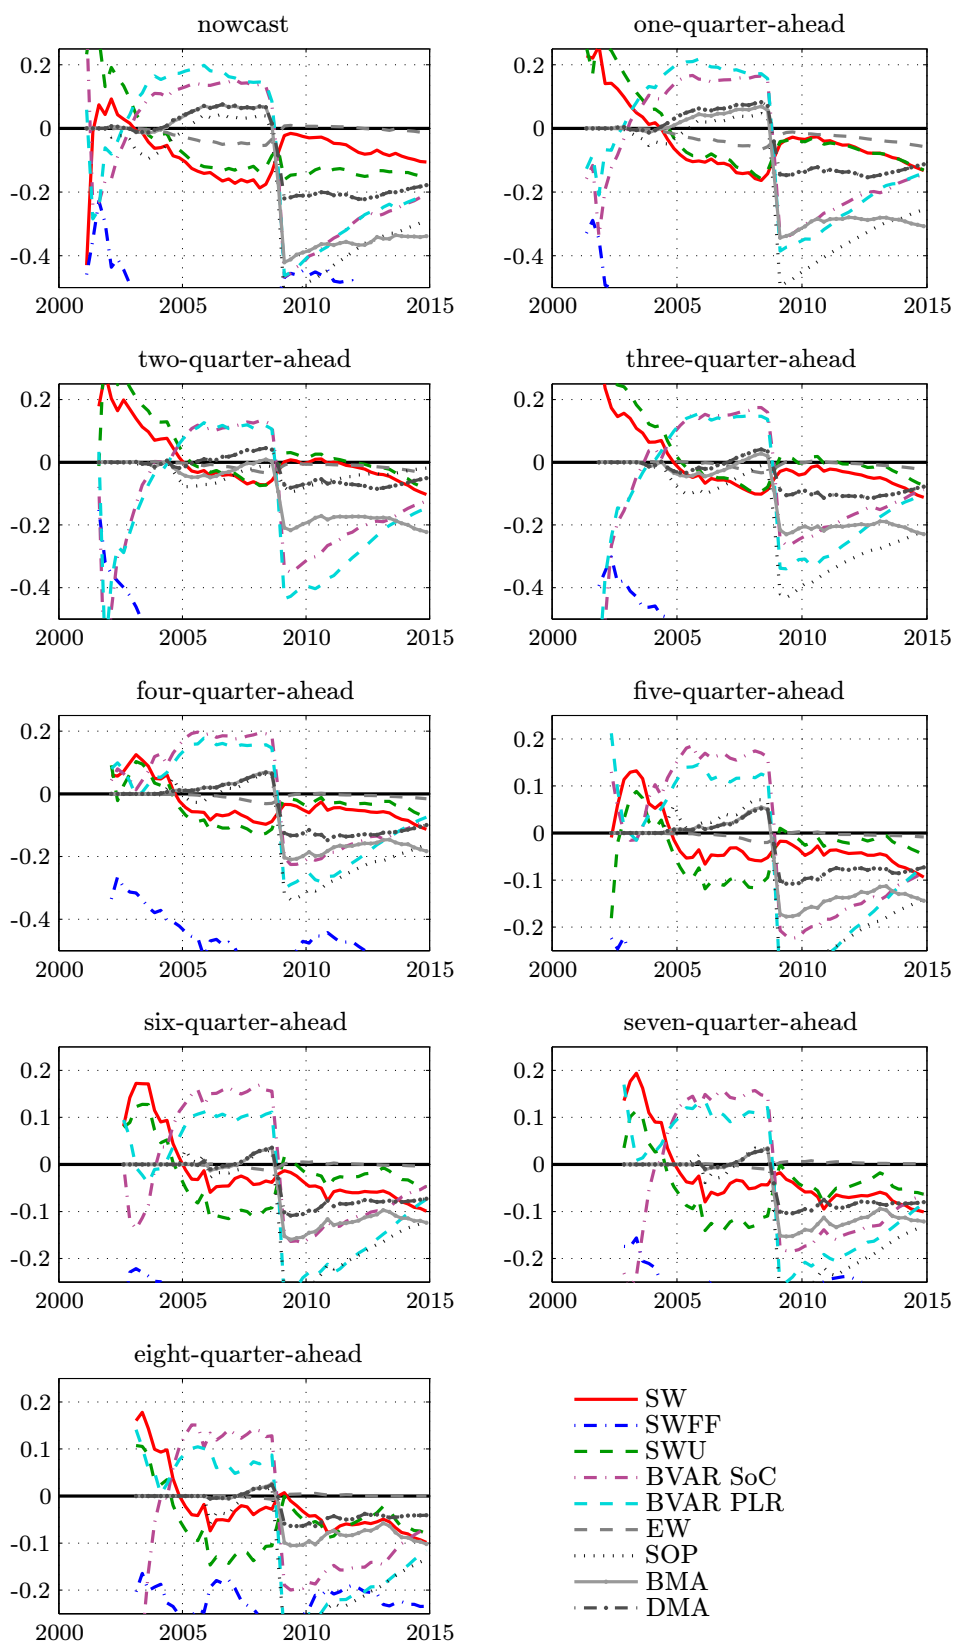 nowcast
one-quarter-ahead
0.2
0
-0.2
-0.4
2000 2005 2010 2015
0.2
0
-0.2
-0.4
2000 2005 2010 2015
two-quarter-ahead
three-quarter-ahead
0.2
0
-0.2
-0.4
2000 2005 2010 2015
0.2
0
-0.2
-0.4
2000 2005 2010 2015
four-quarter-ahead
five-quarter-ahead
0.2
0
-0.2
-0.4
2000 2005 2010 2015
0.2
0.1
0
-0.1
-0.2
2000 2005 2010 2015
six-quarter-ahead
seven-quarter-ahead
0.2
0.1
0
-0.1
-0.2
2000 2005 2010 2015
0.2
0.1
0
-0.1
-0.2
2000 2005 2010 2015
eight-quarter-ahead
0.2
0.1
0
-0.1
-0.2
2000 2005 2010 2015
SW
SWFF
SWU
BVAR SoC
BVAR PLR
EW
SOP
BMA
DMA